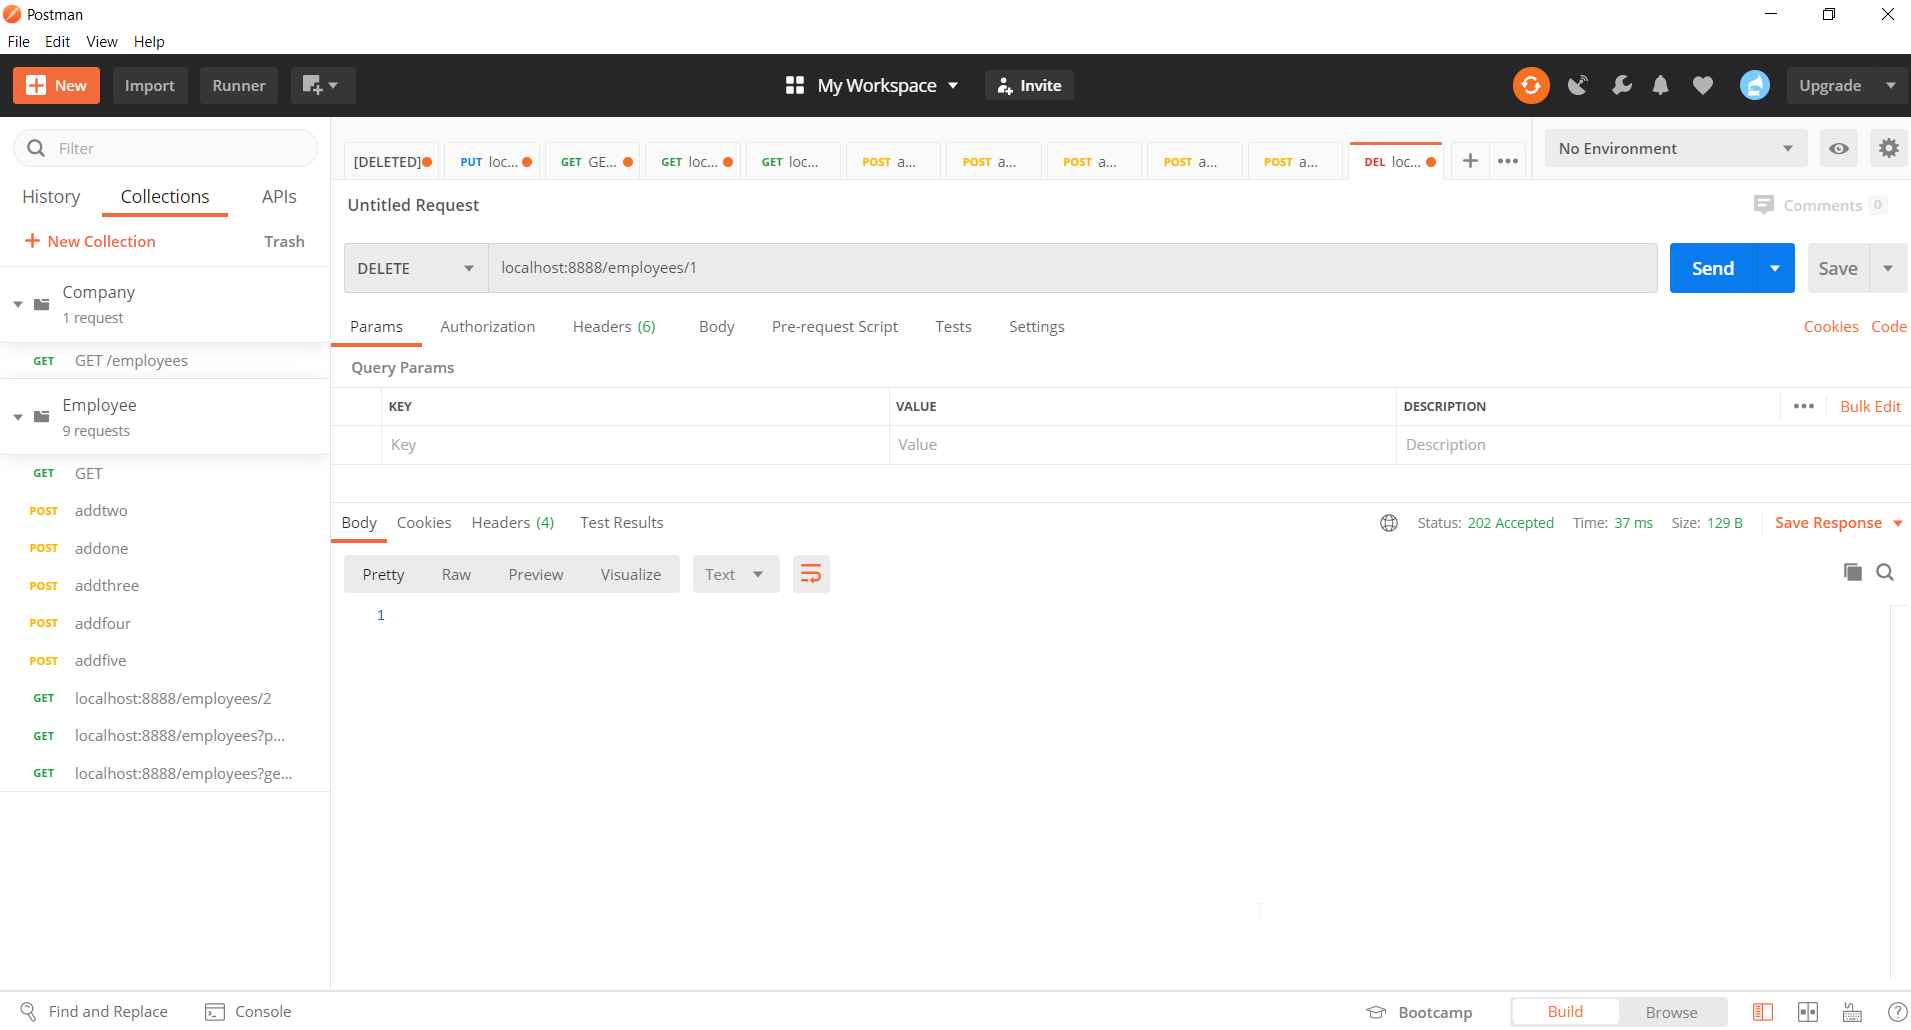 Postman
File Edit View Help
New Import Runner My Workspace Invite Upgrade
Filter
History Collections APIs
New Collection Trash
Company
1 request
GET GET /employees
Employee
9 requests
GET GET
POST addtwo
POST addone
POST addthree
POST addfour
POST addfive
GET localhost:8888/employees/2
GET localhost:8888/employees?p...
GET localhost:8888/employees?ge...
[DELETED] PUT loc... GET GE... GET loc... GET loc... POST a... POST a... POST a... POST a... POST a... DEL loc... No Environment
Untitled Request Comments 0
DELETE localhost:8888/employees/1 Send Save
Params Authorization Headers (6) Body Pre-request Script Tests Settings Cookies Code
Query Params
KEY VALUE DESCRIPTION Bulk Edit
Key Value Description
Body Cookies Headers (4) Test Results Status: 202 Accepted Time: 37 ms Size: 129 B Save Response
Pretty Raw Preview Visualize Text
1
Find and Replace Console Bootcamp Build Browse